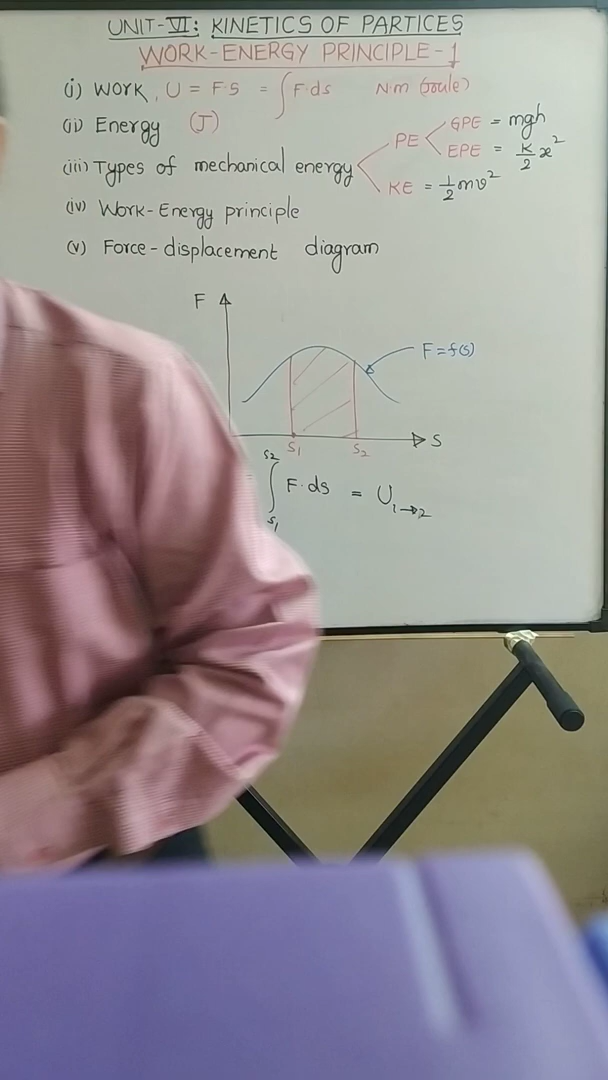 UNIT-VI: KINETICS OF PARTICES
WORK-ENERGY PRINCIPLE-1
(i) WORK, U = F·S = ∫F·ds N·m (Joule)
(ii) Energy (J)
(iii) Types of mechanical energy
PE
GPE = mgh
EPE = K/2 x²
KE = 1/2 mv²
(iv) Work-Energy principle
(v) Force-displacement diagram
F
F=f(s)
S₁ S₂ S
∫ₛ₁^ₛ₂ F·ds = U₁→₂